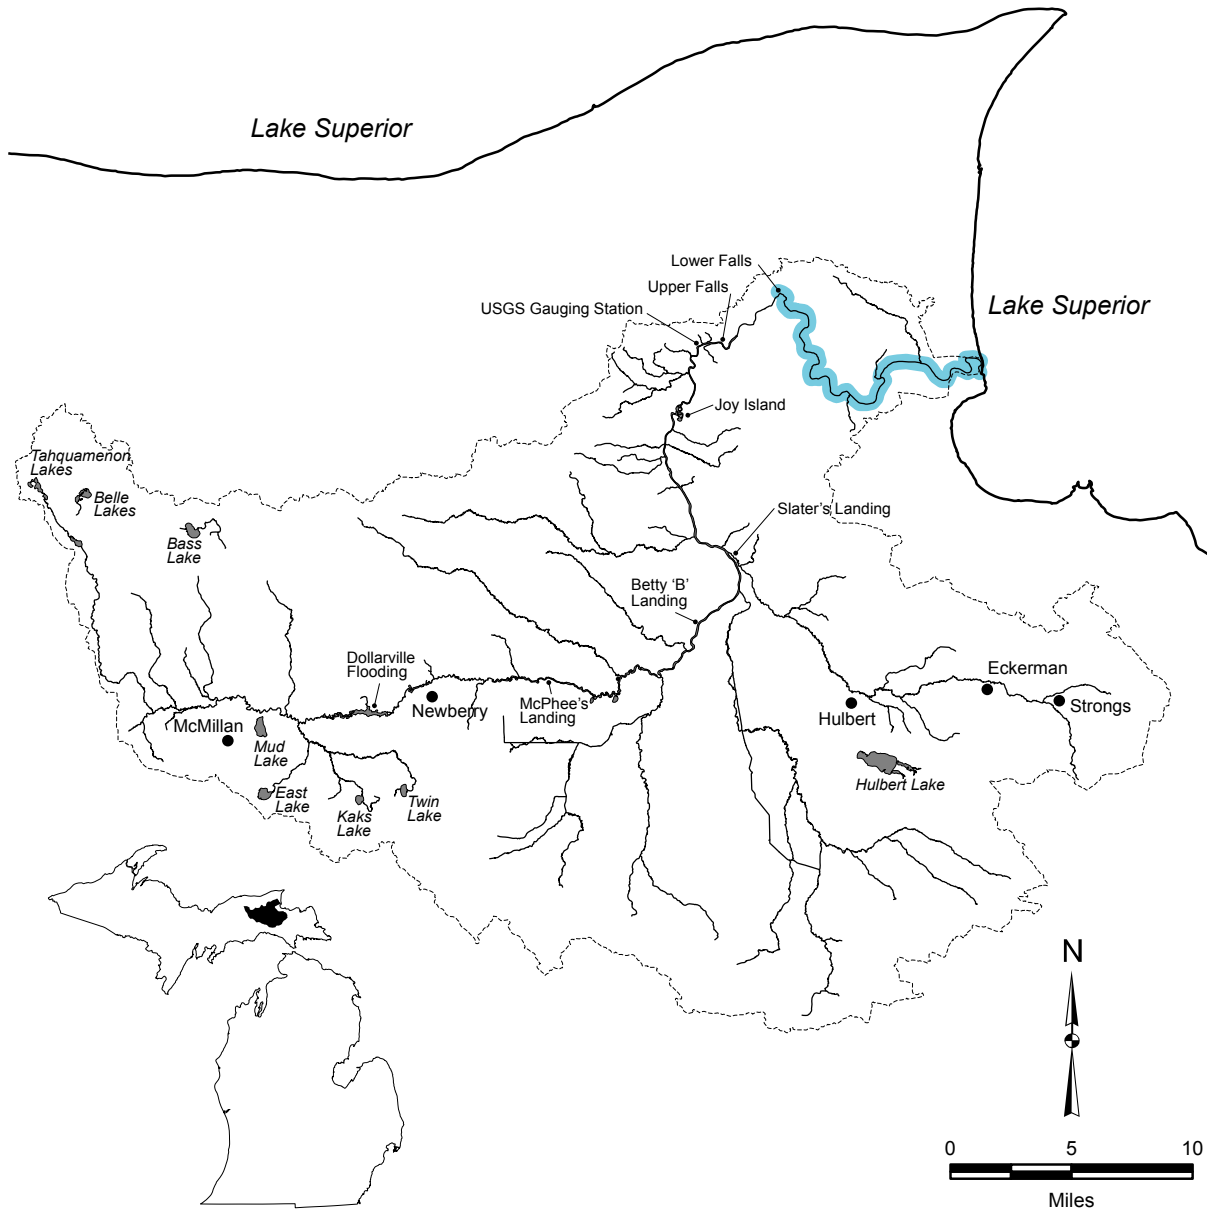 Lake Superior
Lower Falls
Upper Falls
USGS Gauging Station
Lake Superior
Joy Island
Tahquamenon
Lakes
Belle
Lakes
Bass
Lake
Slater's Landing
Betty 'B'
Landing
Dollarville
Flooding
Eckerman
McMillan
Newberry
McPhee's
Landing
Hulbert
Strongs
Mud
Lake
Hulbert Lake
East
Lake
Kaks
Lake
Twin
Lake
N
0 5 10
Miles